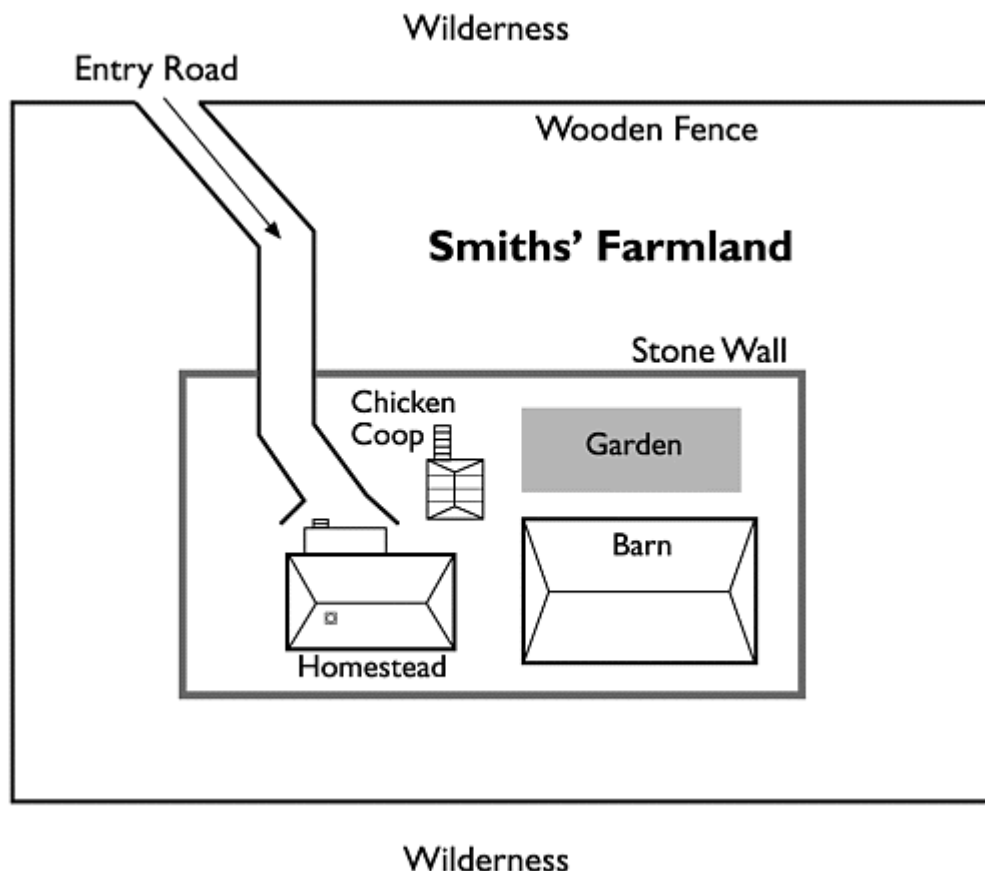 Wilderness
Entry Road
Wooden Fence
Smiths’ Farmland
Stone Wall
Chicken
Coop
Garden
Barn
Homestead
Wilderness